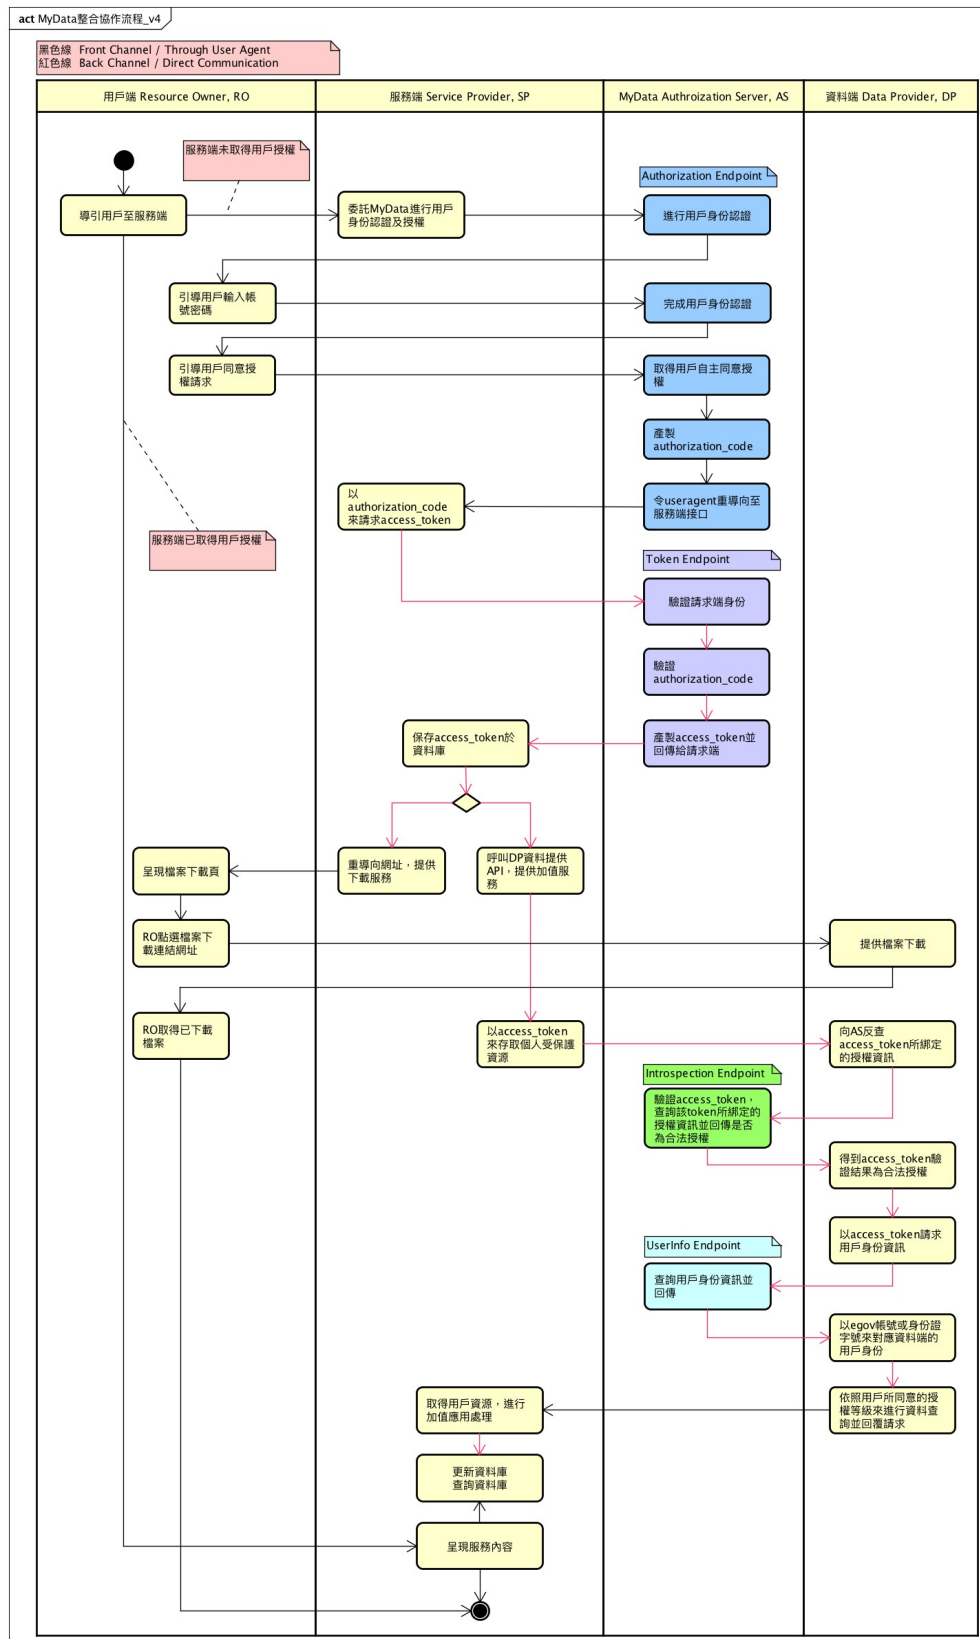 act MyData整合協作流程_v4
黑色線 Front Channel / Through User Agent
紅色線 Back Channel / Direct Communication
用戶端 Resource Owner, RO
服務端 Service Provider, SP
MyData Authroization Server, AS
資料端 Data Provider, DP
服務端未取得用戶授權
Authorization Endpoint
導引用戶至服務端
委託MyData進行用戶
身份認證及授權
進行用戶身份認證
引導用戶輸入帳
號密碼
完成用戶身份認證
引導用戶同意授
權請求
取得用戶自主同意授
權
產製
authorization_code
以
authorization_code
來請求access_token
令useragent重導向至
服務端接口
服務端已取得用戶授權
Token Endpoint
驗證請求端身份
驗證
authorization_code
保存access_token於
資料庫
產製access_token並
回傳給請求端
呈現檔案下載頁
重導向網址，提供
下載服務
呼叫DP資料提供
API，提供加值服
務
RO點選檔案下
載連結網址
提供檔案下載
RO取得已下載
檔案
以access_token
來存取個人受保護
資源
向AS反查
access_token所綁定
的授權資訊
Introspection Endpoint
驗證access_token，
查詢該token所綁定的
授權資訊並回傳是否
為合法授權
得到access_token驗
證結果為合法授權
以access_token請求
用戶身份資訊
UserInfo Endpoint
查詢用戶身份資訊並
回傳
以egov帳號或身份證
字號來對應資料端的
用戶身份
取得用戶資源，進行
加值應用處理
依照用戶所同意的授
權等級來進行資料查
詢並回覆請求
更新資料庫
查詢資料庫
呈現服務內容